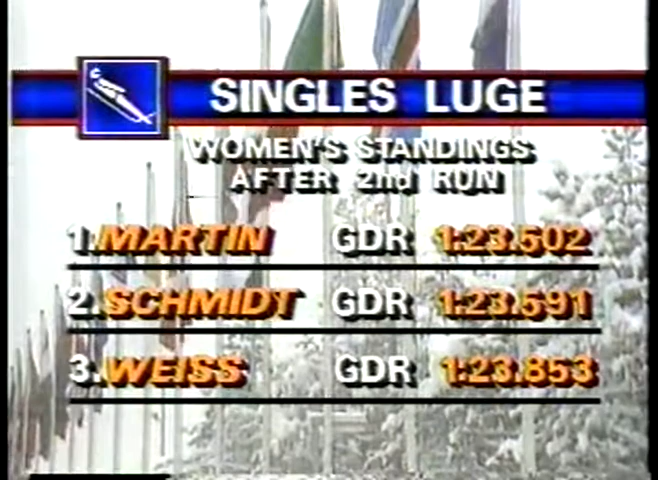 SINGLES LUGE
WOMEN'S STANDINGS
AFTER 2nd RUN
1.MARTIN GDR 1:23.502
2.SCHMIDT GDR 1:23.591
3.WEISS GDR 1:23.853